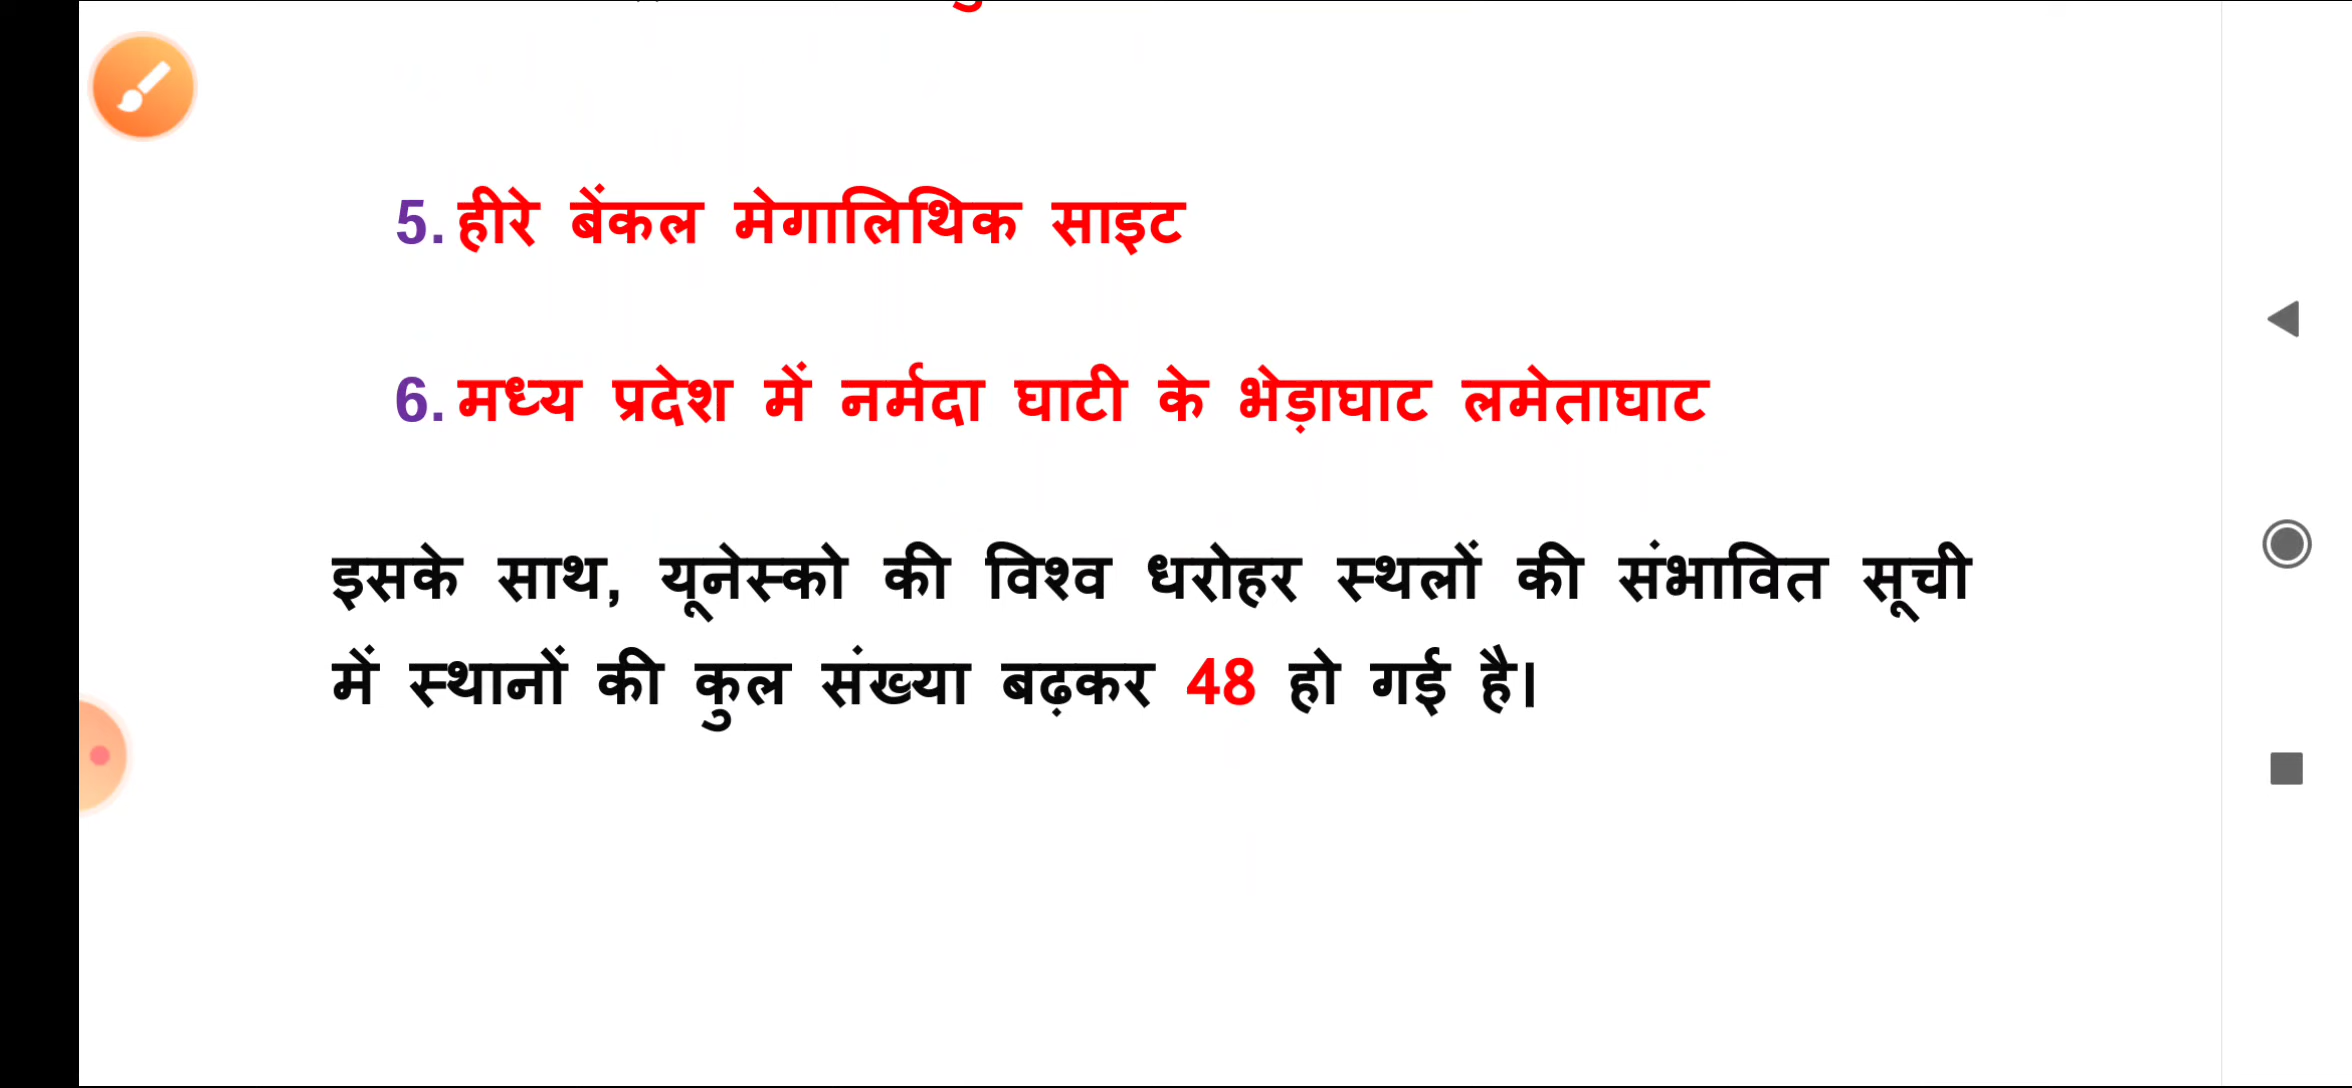 5. हीरे बेंकल मेगालिथिक साइट
6. मध्य प्रदेश में नर्मदा घाटी के भेड़ाघाट लमेताघाट
इसके साथ, यूनेस्को की विश्व धरोहर स्थलों की संभावित सूची
में स्थानों की कुल संख्या बढ़कर 48 हो गई है।